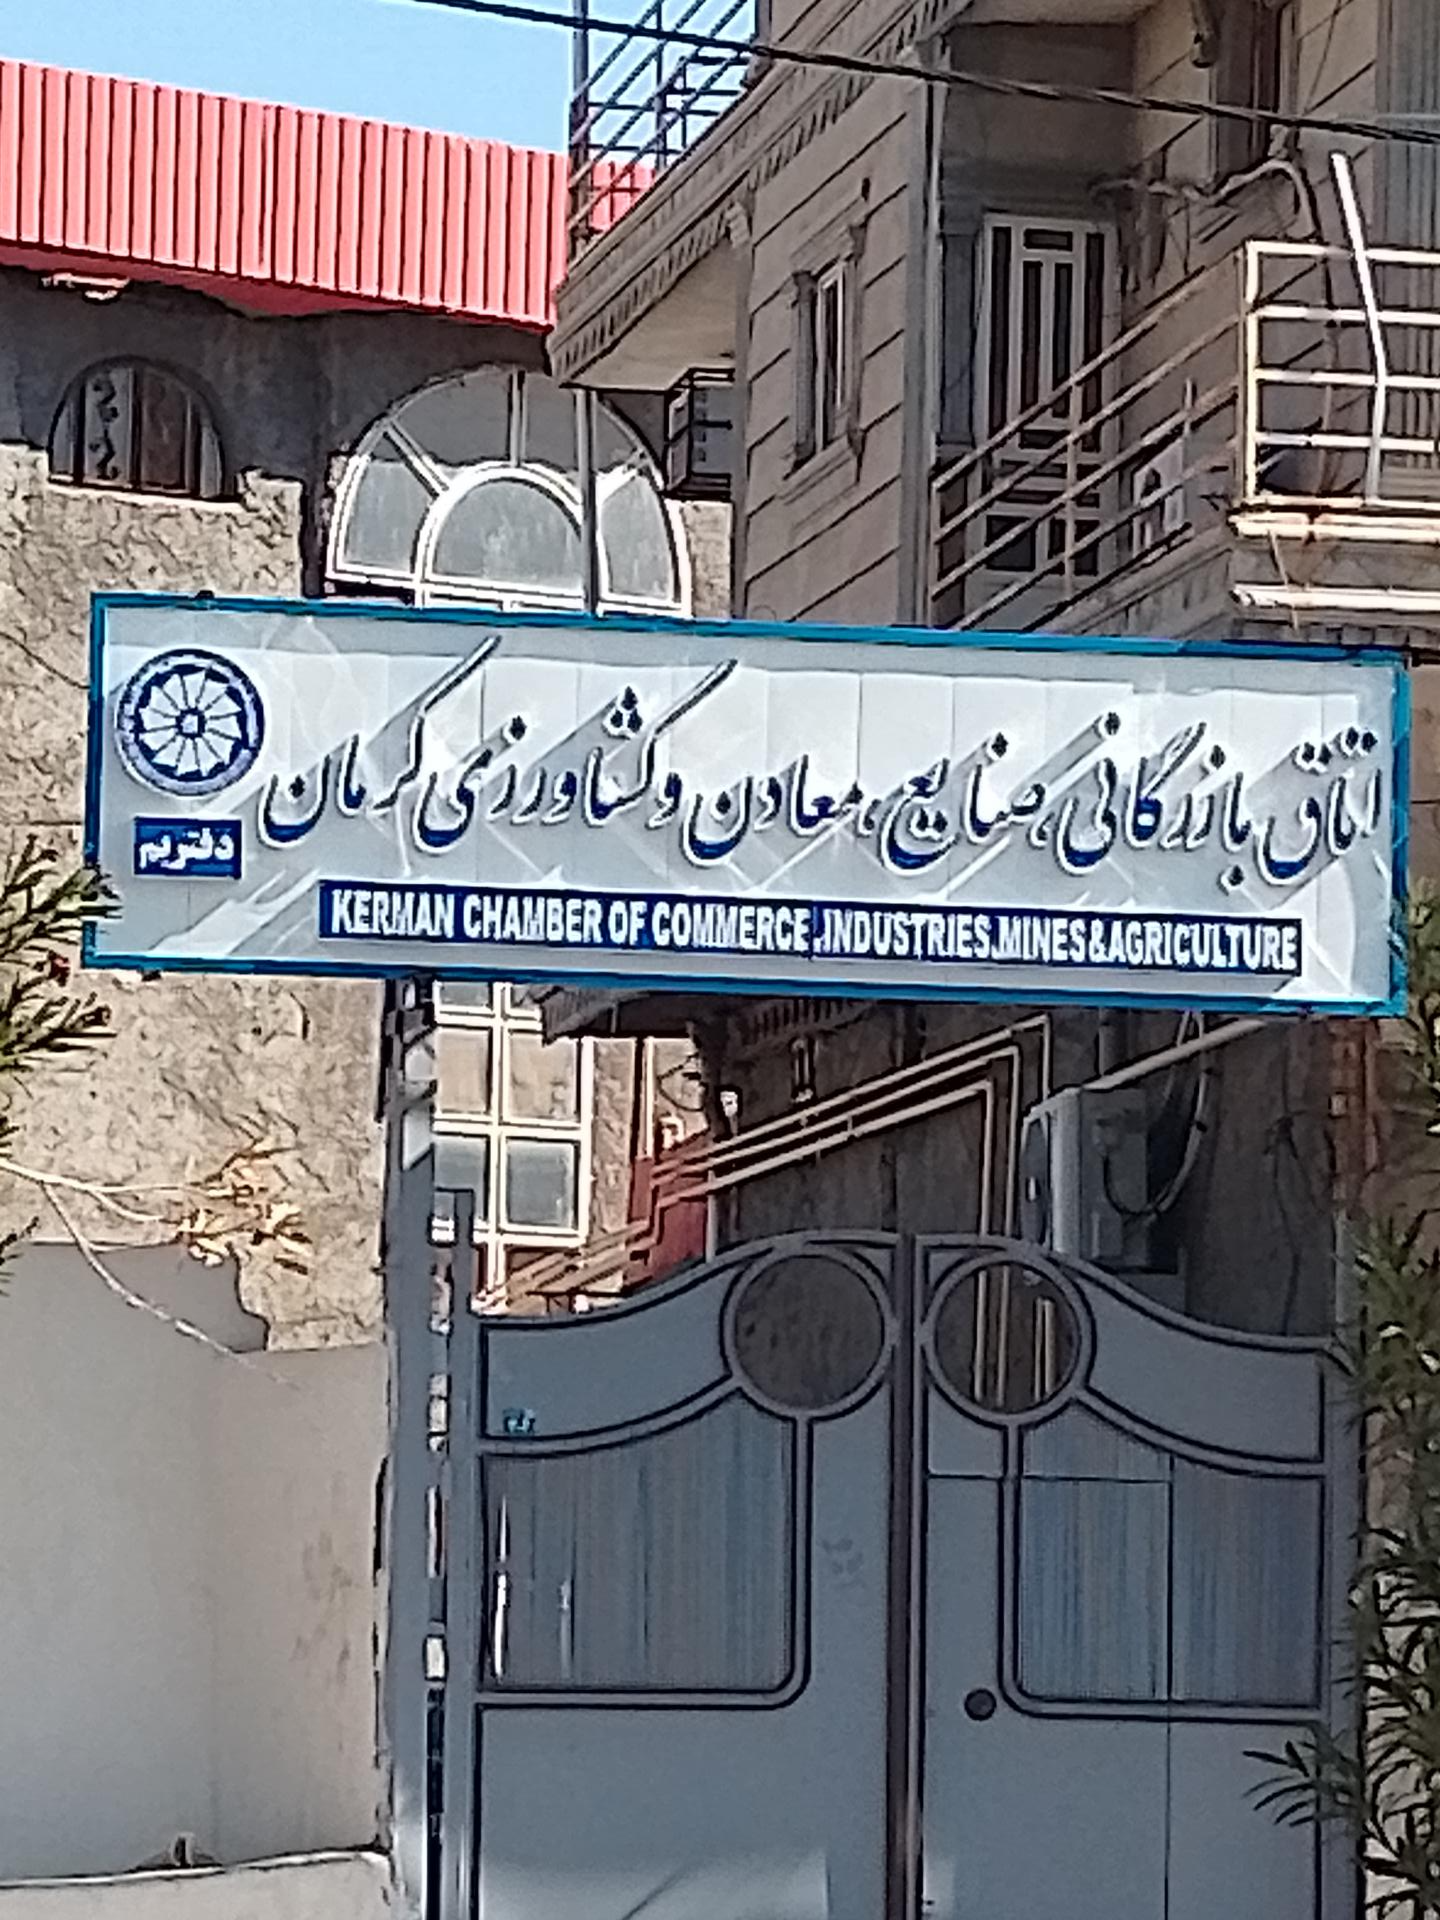 اتاق بازرگانی، صنایع، معادن و کشاورزی کرمان
دفتر بم
KERMAN CHAMBER OF COMMERCE,INDUSTRIES,MINES&AGRICULTURE